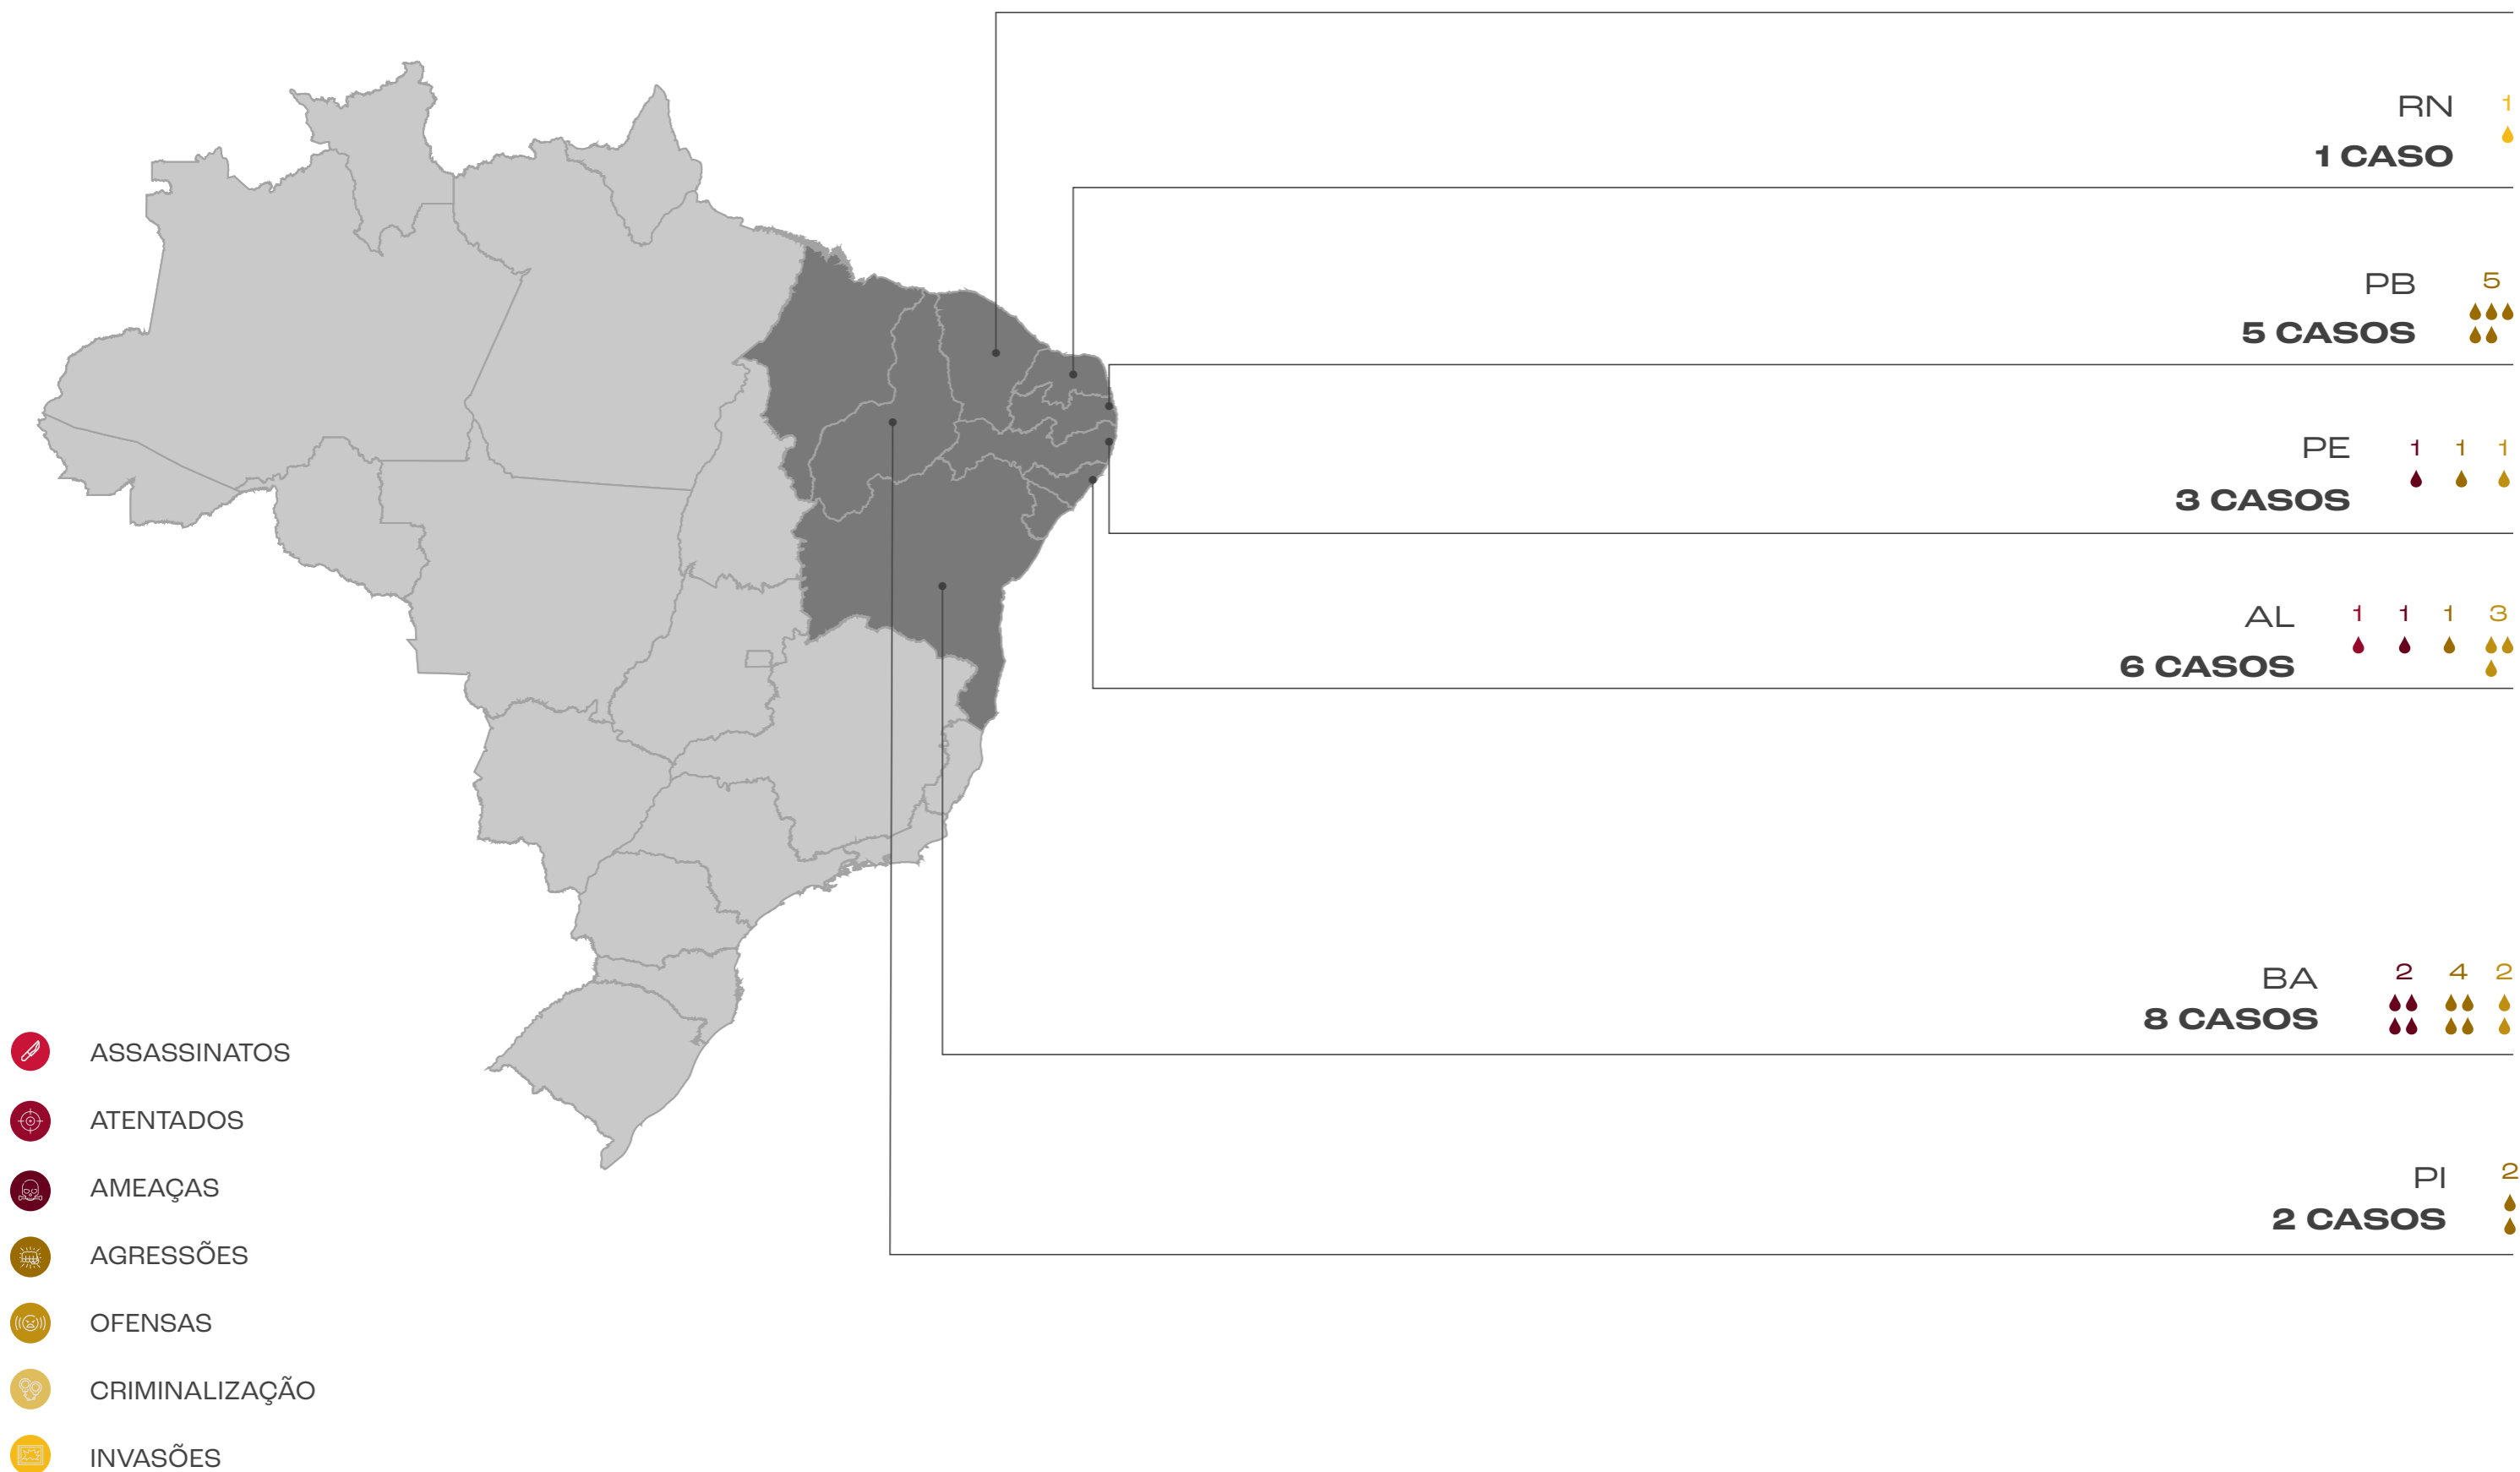 RN 1
1 CASO
PB 5
5 CASOS
PE 1 1 1
3 CASOS
AL 1 1 1 3
6 CASOS
BA 2 4 2
8 CASOS
PI 2
2 CASOS
ASSASSINATOS
ATENTADOS
AMEAÇAS
AGRESSÕES
OFENSAS
CRIMINALIZAÇÃO
INVASÕES